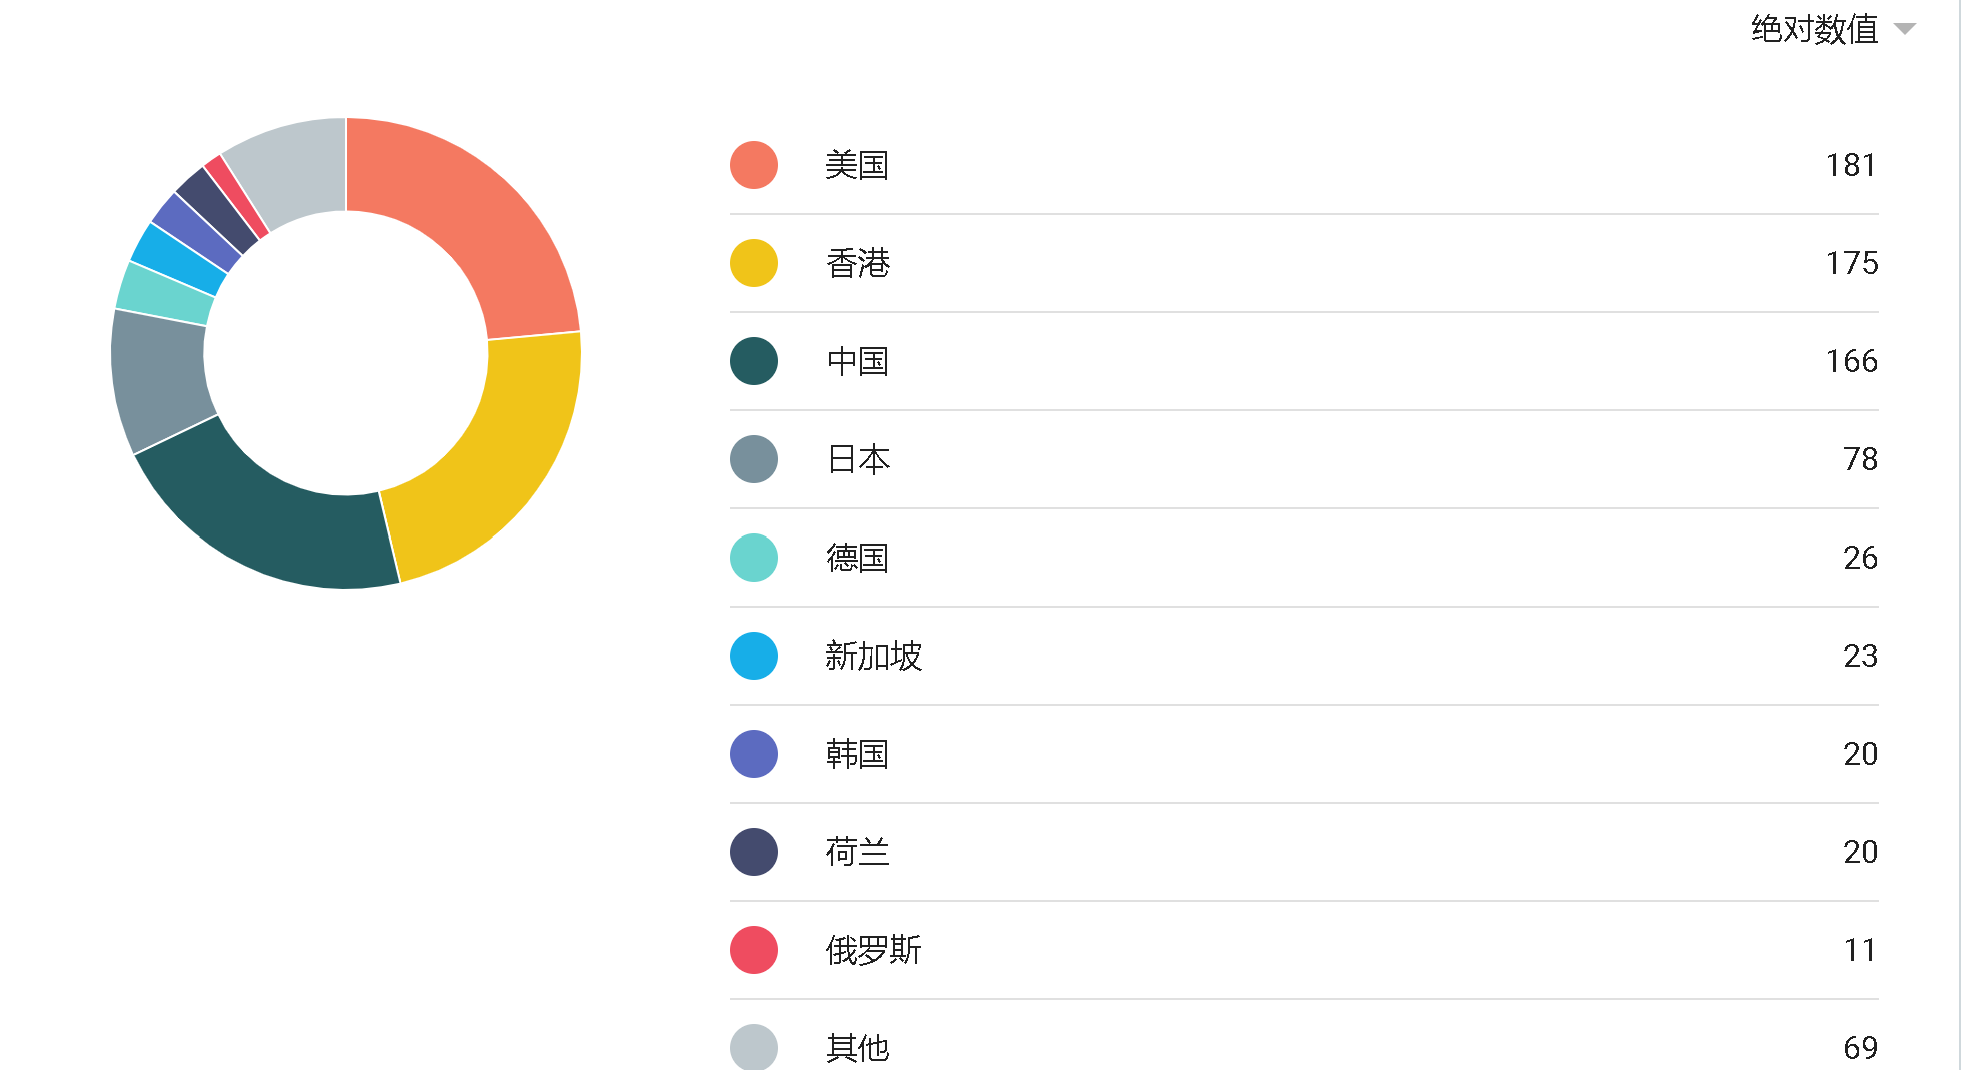 绝对数值
美国 181
香港 175
中国 166
日本 78
德国 26
新加坡 23
韩国 20
荷兰 20
俄罗斯 11
其他 69